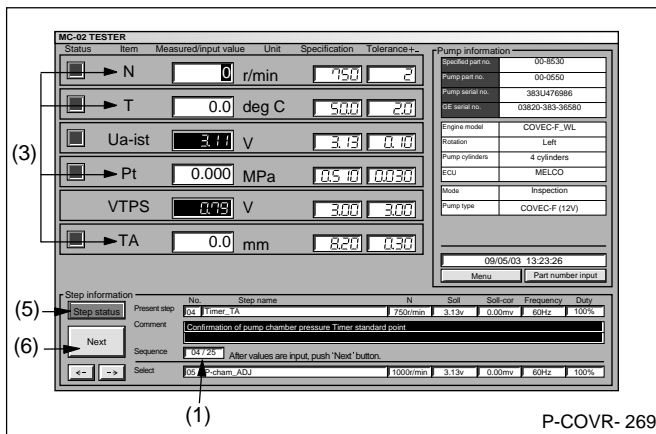 MC-02 TESTER
Status Item Measured/input value Unit Specification Tolerance+-
N 0 r/min 750 2
T 0.0 deg C 50.0 2.0
Ua-ist 3.11 V 3.13 0.10
(3)
Pt 0.000 MPa 0.510 0.030
VTPS 0.79 V 3.00 3.00
TA 0.0 mm 8.20 0.30
Pump information
Specified part no. 00-8530
Pump part no. 00-0550
Pump serial no. 383U476986
GE serial no. 03820-383-36580
Engine model COVEC-F_WL
Rotation Left
Pump cylinders 4 cylinders
ECU MELCO
Mode Inspection
Pump type COVEC-F (12V)
09/05/03 13:23:26
Menu Part number input
Step information
No. Step name N Soll Soll-cor Frequency Duty
(5) Step status Present step 04 Timer_TA 750r/min 3.13v 0.00mv 60Hz 100%
Comment Confirmation of pump chamber pressure Timer standard point
(6) Next
Sequence 04 / 25 After values are input, push 'Next' button.
<- -> Select 05 P-cham_ADJ 1000r/min 3.13v 0.00mv 60Hz 100%
(1)
P-COVR- 269